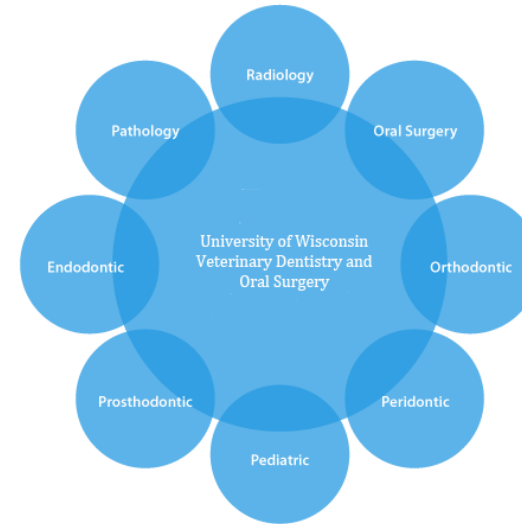 Radiology
Pathology
Oral Surgery
University of Wisconsin
Veterinary Dentistry and
Oral Surgery
Endodontic
Orthodontic
Prosthodontic
Peridontic
Pediatric